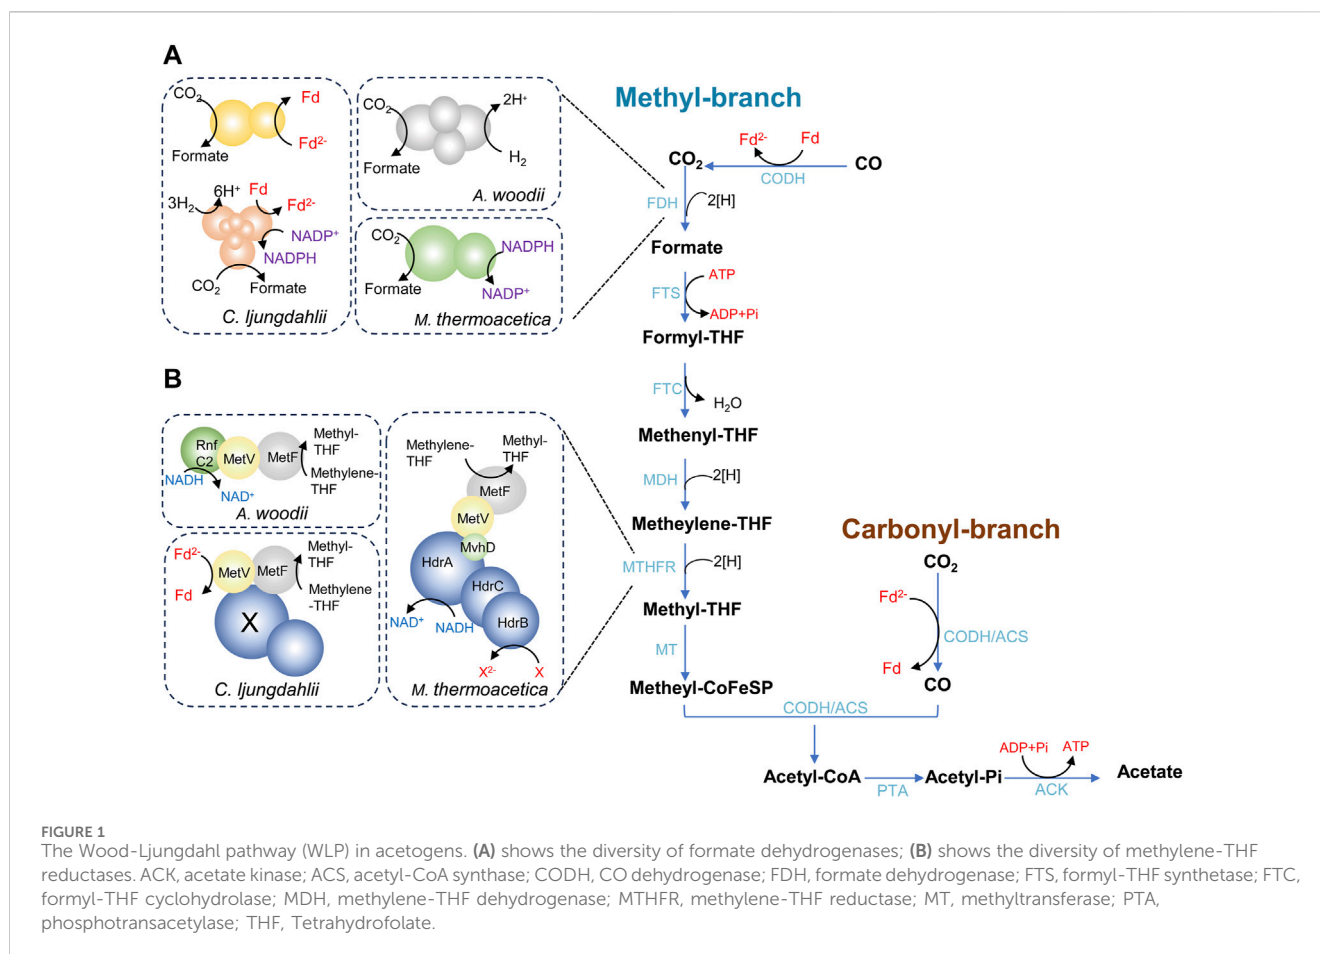 A
CO2
Fd
Formate
Fd2-
3H2
6H+
Fd
Fd2-
NADP+
NADPH
CO2
Formate
C. ljungdahlii
CO2
2H+
Formate
H2
A. woodii
CO2
NADPH
Formate
NADP+
M. thermoacetica
Methyl-branch
Fd2-
Fd
CO2
CO
CODH
FDH
2[H]
Formate
FTS
ATP
ADP+Pi
Formyl-THF
FTC
H2O
Methenyl-THF
MDH
2[H]
Metheylene-THF
MTHFR
2[H]
Methyl-THF
MT
Metheyl-CoFeSP
B
Rnf
C2
MetV
MetF
Methyl-
THF
Methylene-
THF
NADH
NAD+
A. woodii
Fd2-
Fd
MetV
MetF
Methyl-
THF
Methylene
-THF
X
C. ljungdahlii
Methylene-
THF
Methyl-
THF
MetF
MetV
MvhD
HdrA
HdrC
HdrB
NAD+
NADH
X2-
X
M. thermoacetica
Carbonyl-branch
CO2
Fd2-
CODH/ACS
Fd
CO
CODH/ACS
Acetyl-CoA
PTA
Acetyl-Pi
ADP+Pi
ATP
ACK
Acetate
FIGURE 1
The Wood-Ljungdahl pathway (WLP) in acetogens. (A) shows the diversity of formate dehydrogenases; (B) shows the diversity of methylene-THF
reductases. ACK, acetate kinase; ACS, acetyl-CoA synthase; CODH, CO dehydrogenase; FDH, formate dehydrogenase; FTS, formyl-THF synthetase; FTC,
formyl-THF cyclohydrolase; MDH, methylene-THF dehydrogenase; MTHFR, methylene-THF reductase; MT, methyltransferase; PTA,
phosphotransacetylase; THF, Tetrahydrofolate.